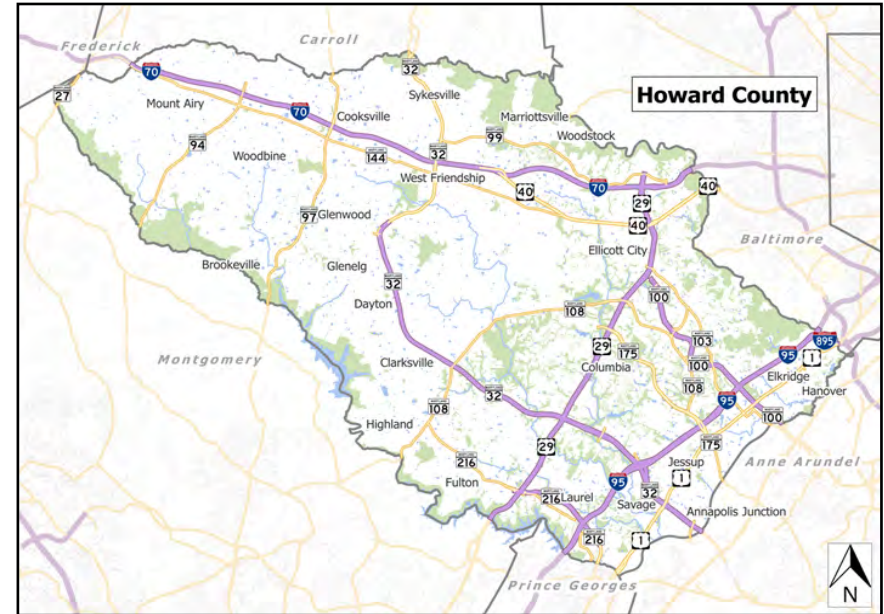 Frederick
Carroll
70
32
27
Mount Airy
70
Sykesville
Howard County
Cooksville
Marriottsville
94
99
Woodstock
Woodbine
144
32
West Friendship
40
70
40
29
97
Glenwood
40
Baltimore
Ellicott City
Brookeville
Glenelg
32
100
Dayton
108
103
895
29
175
95
1
Montgomery
Clarksville
Columbia
100
Elkridge
108
Hanover
32
95
108
100
Highland
29
175
216
Jessup
Anne Arundel
Fulton
95
1
216
Laurel
32
Savage
Annapolis Junction
216
1
Prince Georges
N